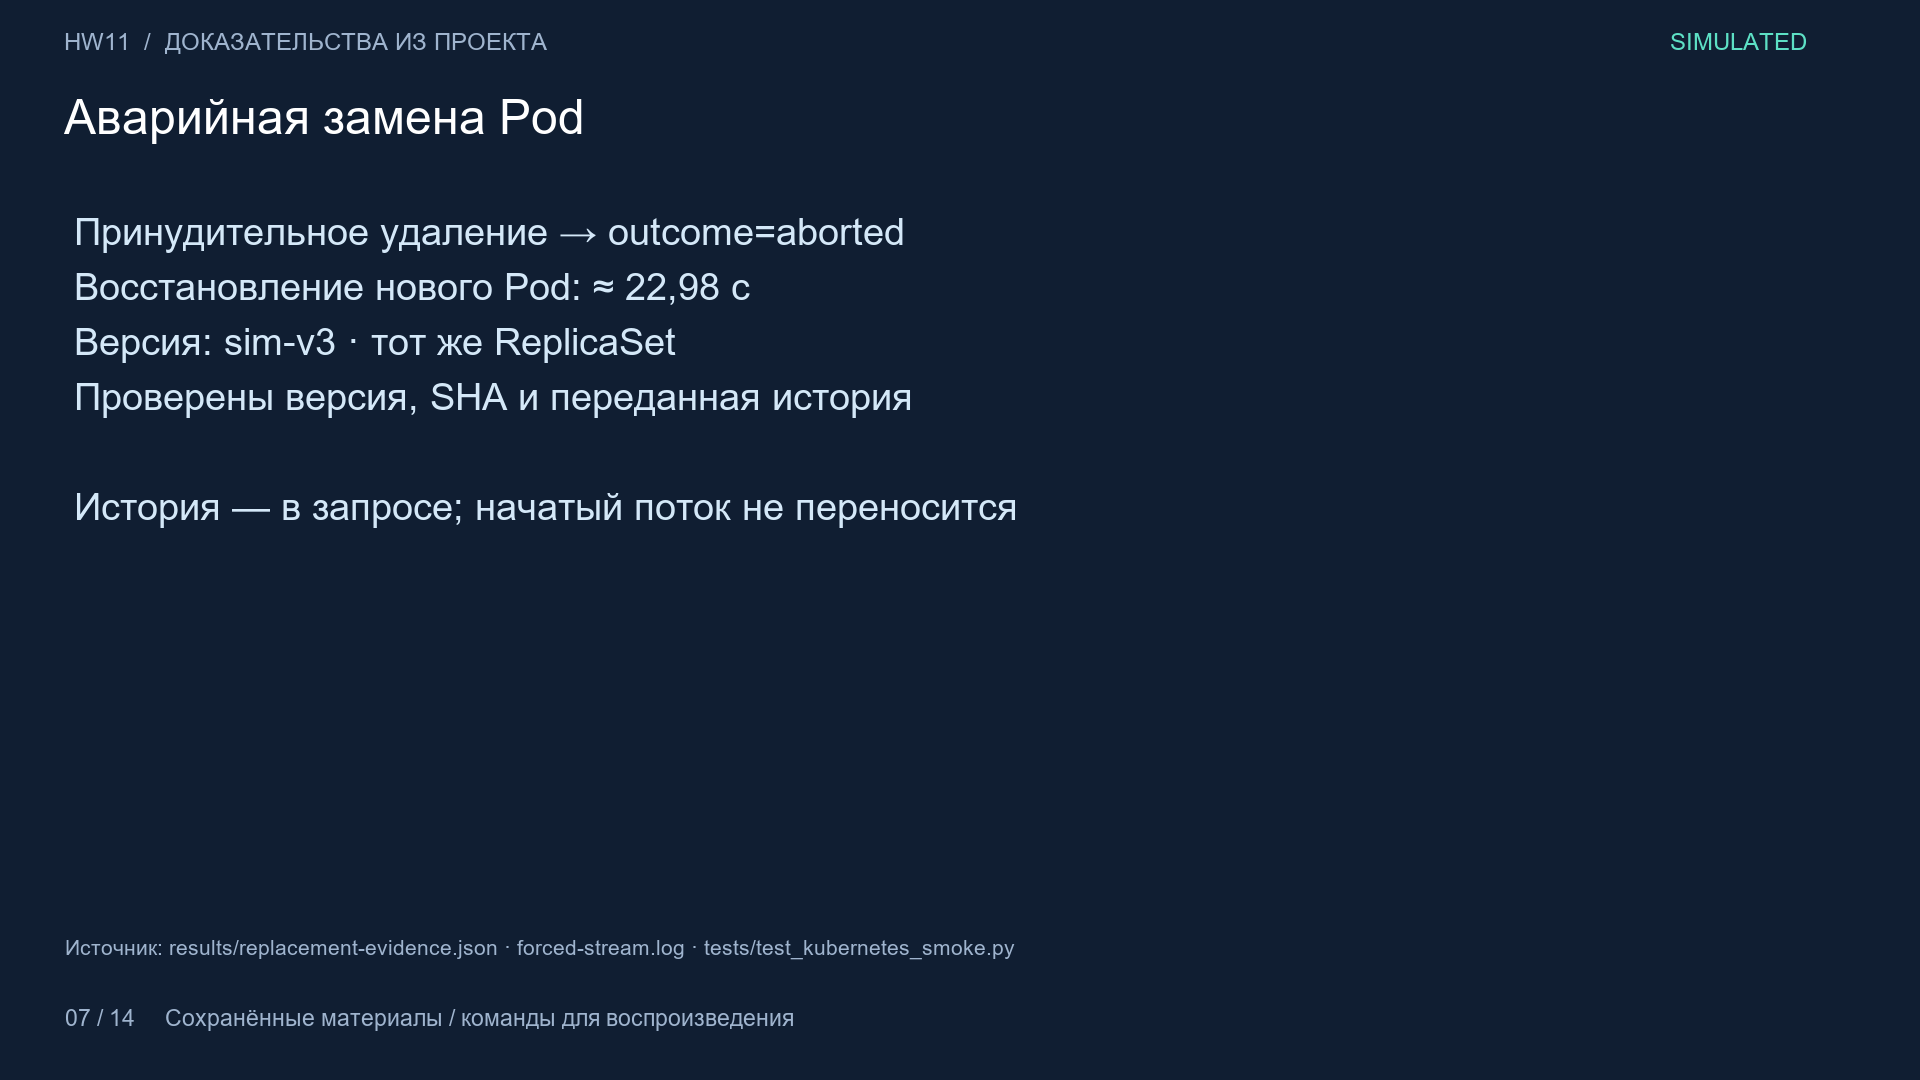 HW11 / ДОКАЗАТЕЛЬСТВА ИЗ ПРОЕКТА
SIMULATED
Аварийная замена Pod
Принудительное удаление → outcome=aborted
Восстановление нового Pod: ≈ 22,98 с
Версия: sim-v3 · тот же ReplicaSet
Проверены версия, SHA и переданная история
История — в запросе; начатый поток не переносится
Источник: results/replacement-evidence.json · forced-stream.log · tests/test_kubernetes_smoke.py
07 / 14 Сохранённые материалы / команды для воспроизведения